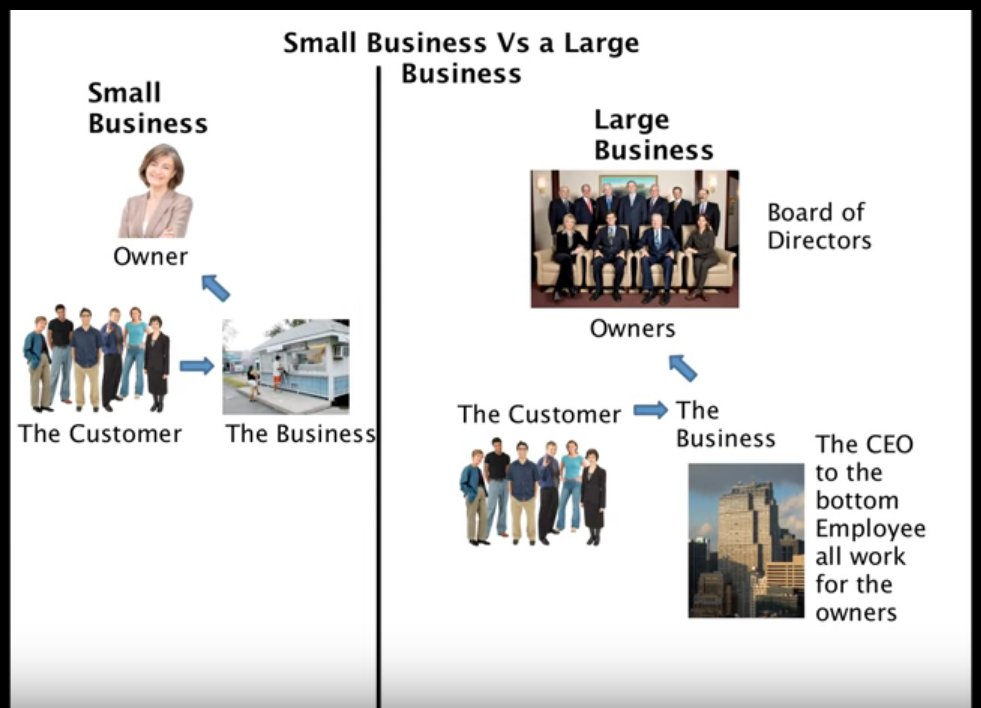 Small Business Vs a Large
Business
Small
Business
Owner
The Customer
The Business
Large
Business
Board of
Directors
Owners
The Customer
The
Business
The CEO
to the
bottom
Employee
all work
for the
owners